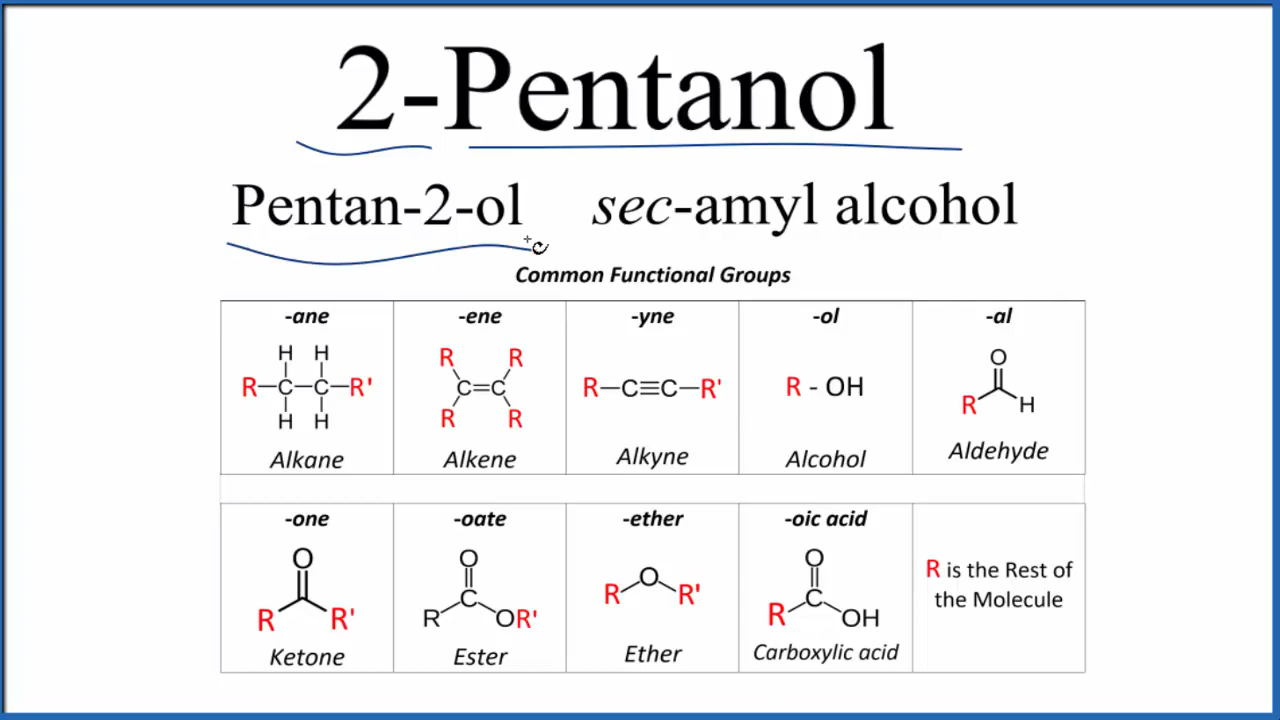 2-Pentanol
Pentan-2-ol sec-amyl alcohol
Common Functional Groups
-ane -ene -yne -ol -al
H H R R O
R-C-C-R' C=C R-C≡C-R' R - OH R H
H H R R
Alkane Alkene Alkyne Alcohol Aldehyde
-one -oate -ether -oic acid
O O O O R is the Rest of
R R' R C OR' R R' R C OH the Molecule
Ketone Ester Ether Carboxylic acid